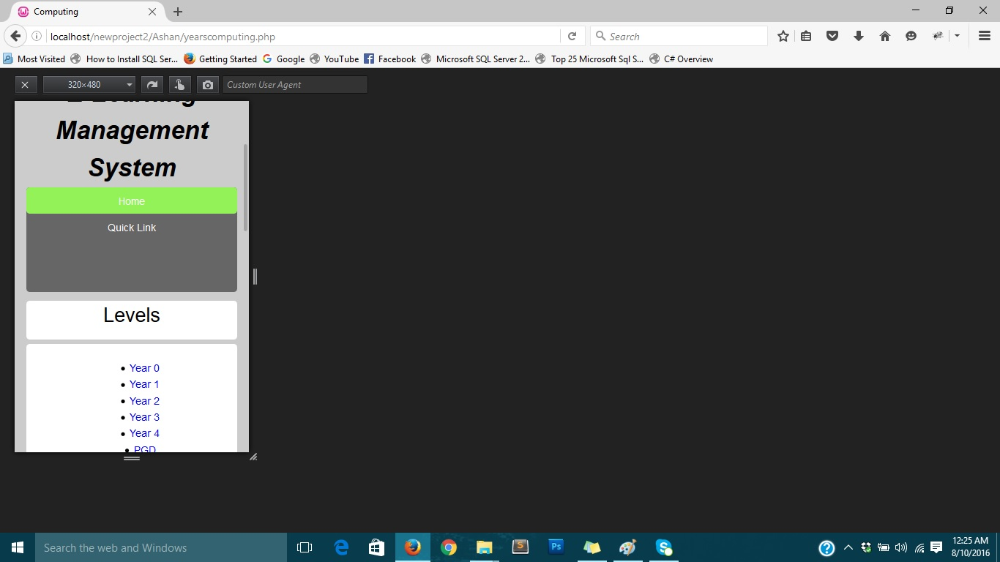 Computing
localhost/newproject2/Ashan/yearscomputing.php
Search
Most Visited
How to Install SQL Ser...
Getting Started
Google
YouTube
Facebook
Microsoft SQL Server 2...
Top 25 Microsoft Sql S...
C# Overview
320×480
Custom User Agent
Management
System
Home
Quick Link
Levels
Year 0
Year 1
Year 2
Year 3
Year 4
PGD
Search the web and Windows
12:25 AM
8/10/2016